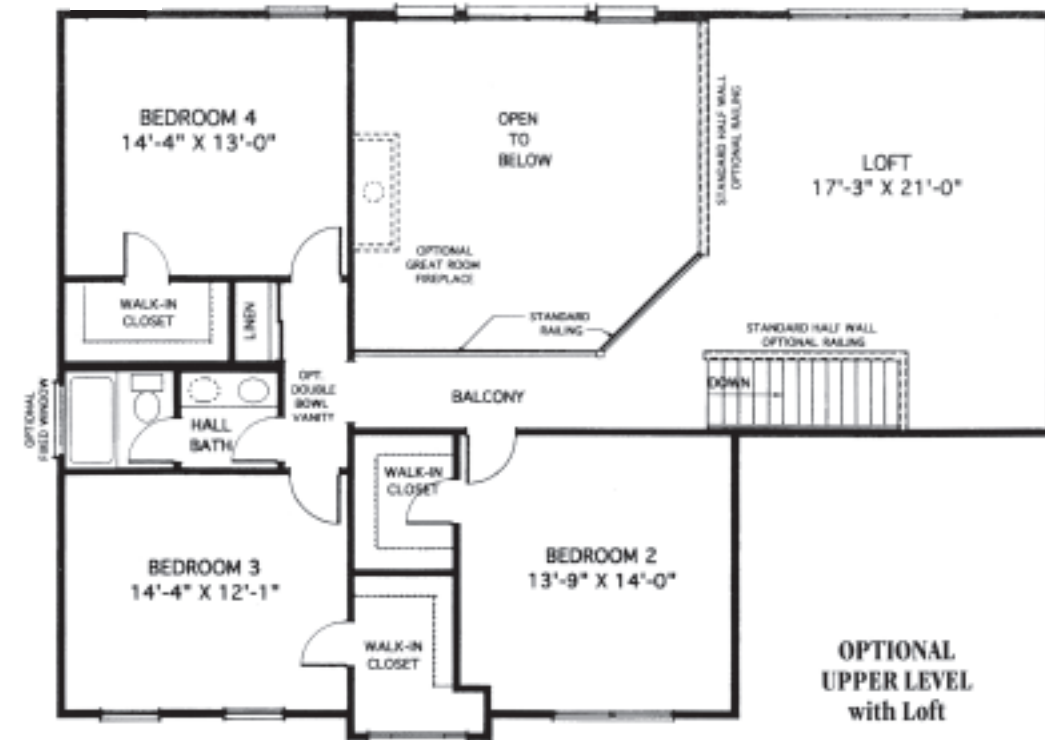 BEDROOM 4
14'-4" X 13'-0"
OPEN
TO
BELOW
STANDARD HALF WALL
OPTIONAL RAILING
LOFT
17'-3" X 21'-0"
OPTIONAL
GREAT ROOM
FIREPLACE
WALK-IN
CLOSET
LINEN
STANDARD
RAILING
STANDARD HALF WALL
OPTIONAL RAILING
OPTIONAL
FIXED WINDOW
OPT.
DOUBLE
BOWL
VANITY
DOWN
BALCONY
HALL
BATH
WALK-IN
CLOSET
BEDROOM 3
14'-4" X 12'-1"
BEDROOM 2
13'-9" X 14'-0"
WALK-IN
CLOSET
OPTIONAL
UPPER LEVEL
with Loft